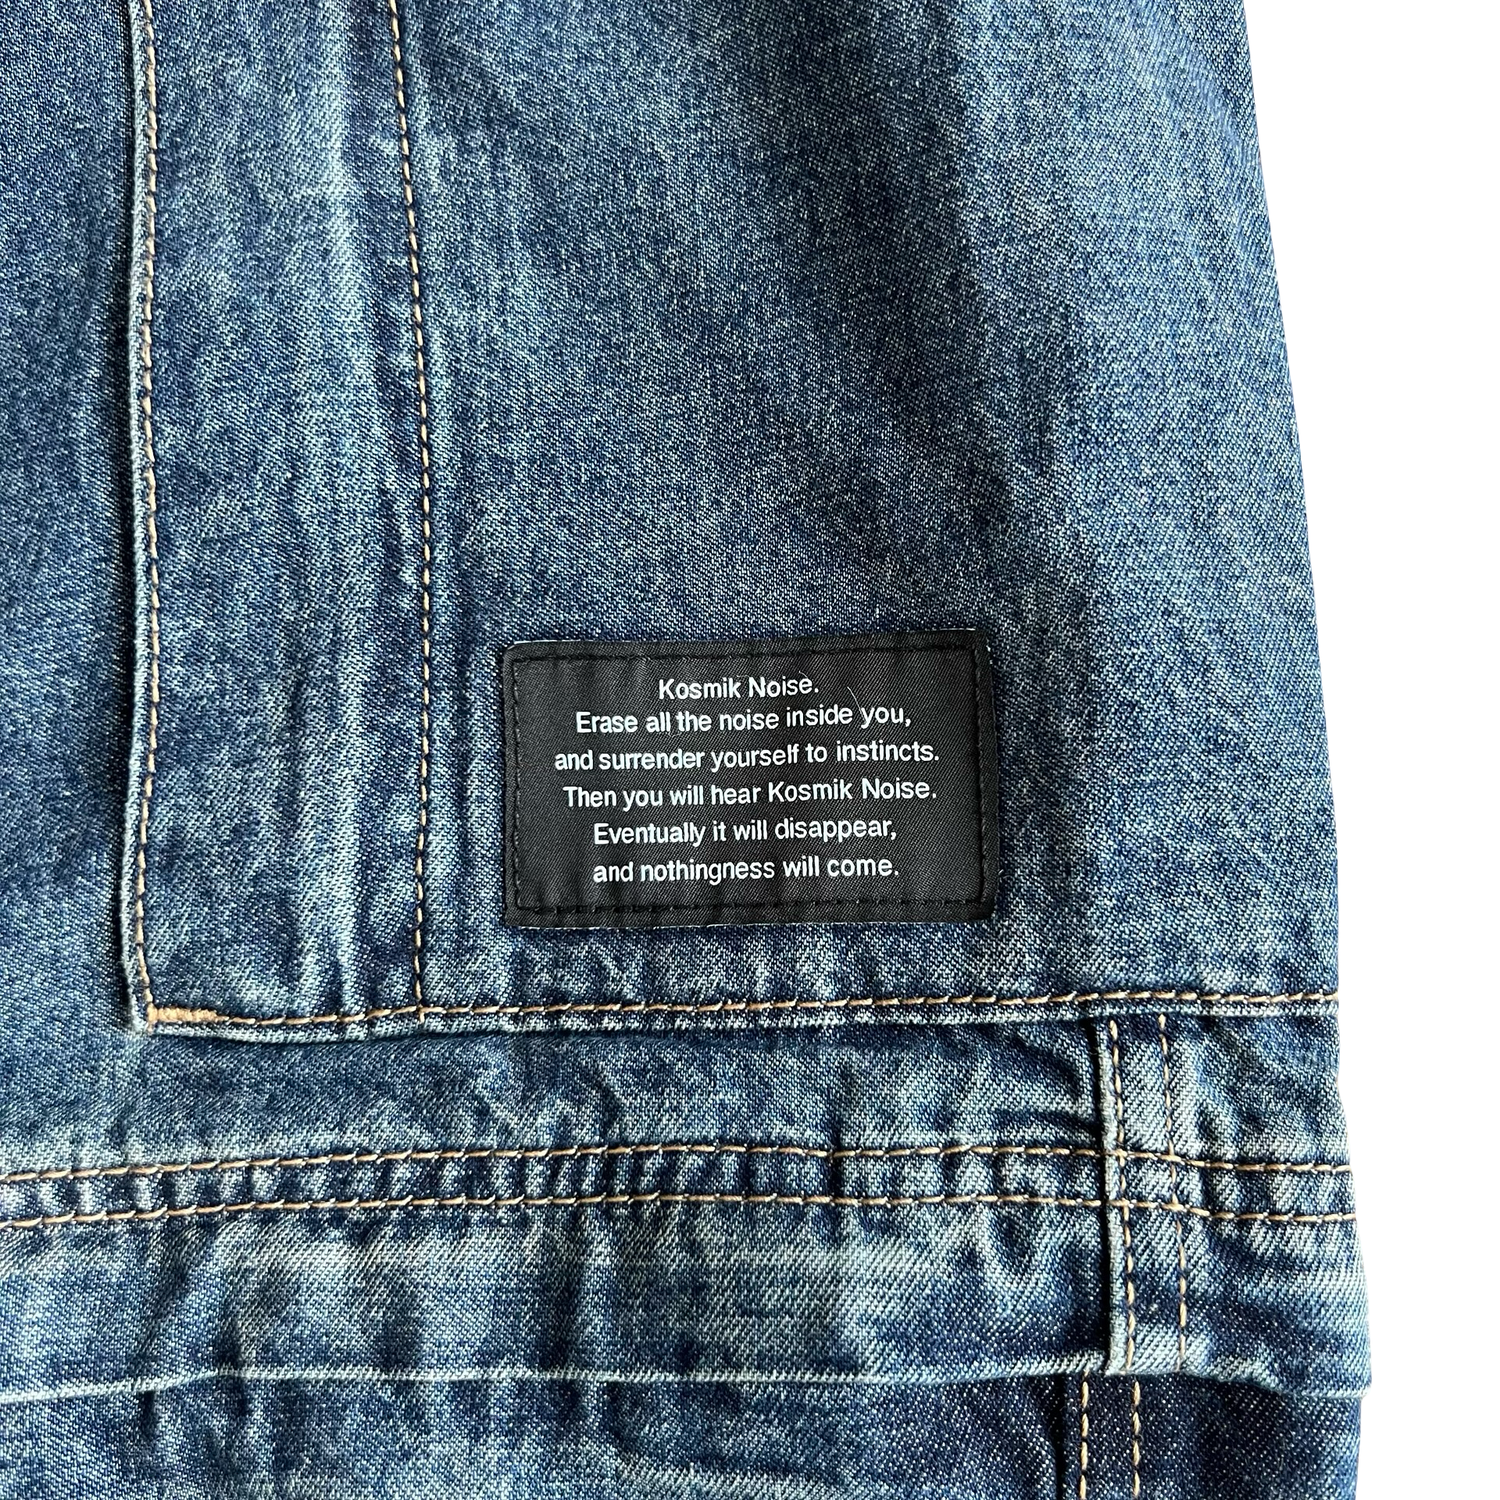 Kosmik Noise.
Erase all the noise inside you,
and surrender yourself to instincts.
Then you will hear Kosmik Noise.
Eventually it will disappear,
and nothingness will come.